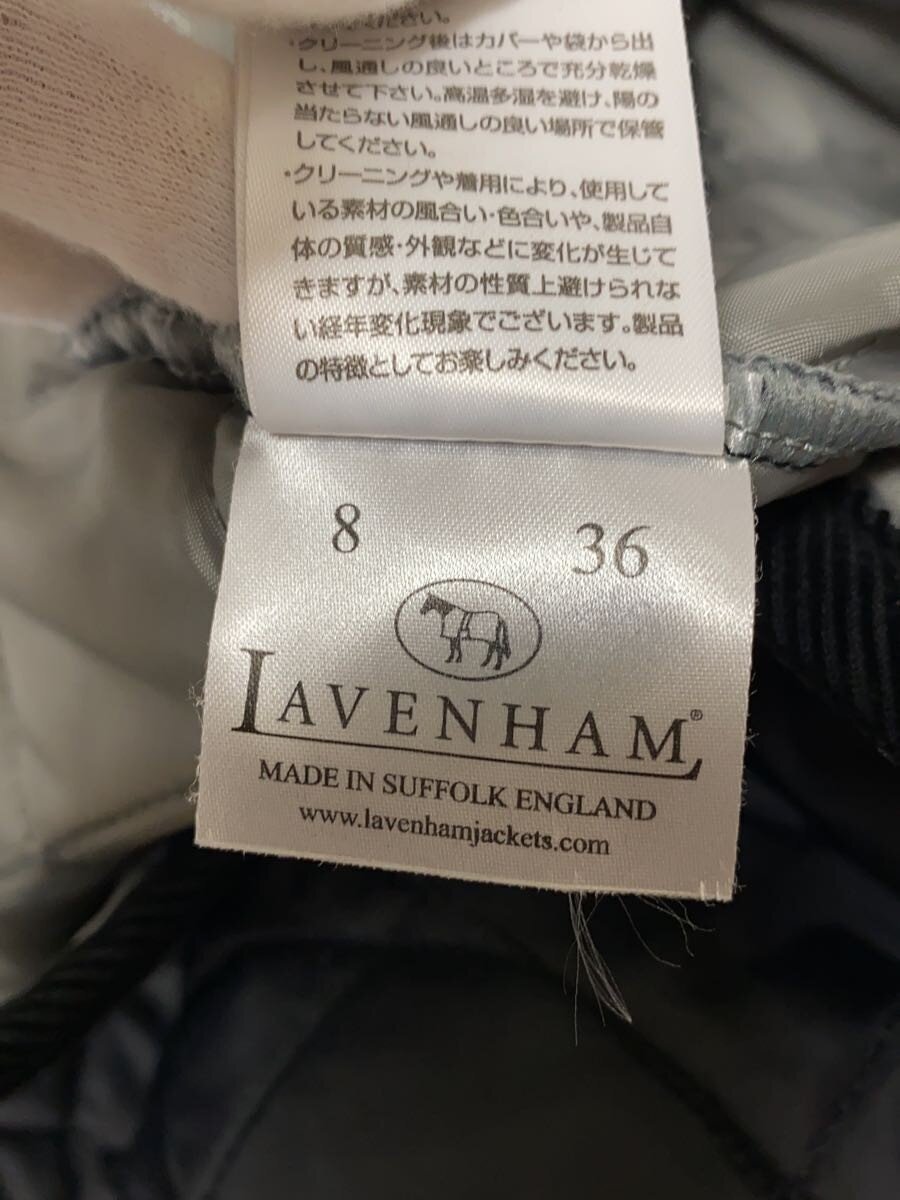 ください。
・クリーニング後はカバーや袋から出
し、風通しの良いところで充分乾燥
させて下さい。高温多湿を避け、陽の
当たらない風通しの良い場所で保管
してください。
・クリーニングや着用により、使用して
いる素材の風合い・色合いや、製品自
体の質感・外観などに変化が生じて
きますが、素材の性質上避けられな
い経年変化現象でございます。製品
の特徴としてお楽しみください。
8 36
LAVENHAM®
MADE IN SUFFOLK ENGLAND
www.lavenhamjackets.com